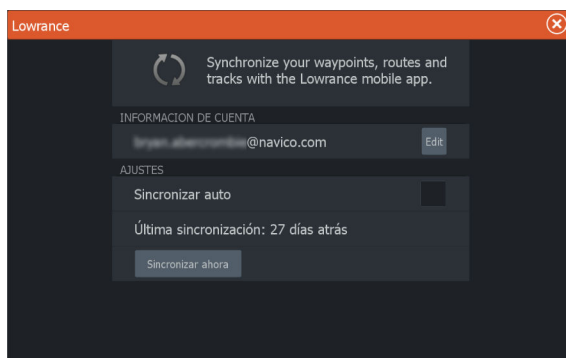 Lowrance
Synchronize your waypoints, routes and
tracks with the Lowrance mobile app.
INFORMACION DE CUENTA
@navico.com
Edit
AJUSTES
Sincronizar auto
Última sincronización: 27 días atrás
Sincronizar ahora